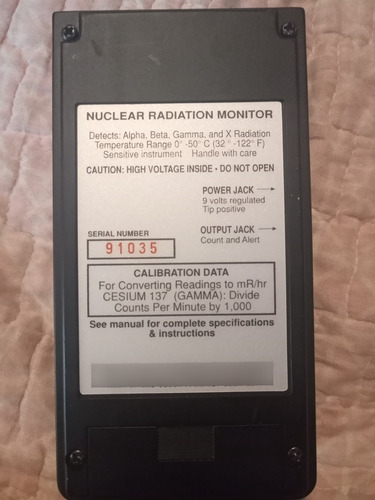 NUCLEAR RADIATION MONITOR
Detects: Alpha, Beta, Gamma, and X Radiation
Temperature Range 0° -50° C (32 ° -122° F)
Sensitive instrument Handle with care
CAUTION: HIGH VOLTAGE INSIDE - DO NOT OPEN
POWER JACK →
9 volts regulated
Tip positive
OUTPUT JACK →
Count and Alert
SERIAL NUMBER
91035
CALIBRATION DATA
For Converting Readings to mR/hr
CESIUM 137 (GAMMA): Divide
Counts Per Minute by 1,000
See manual for complete specifications
& instructions